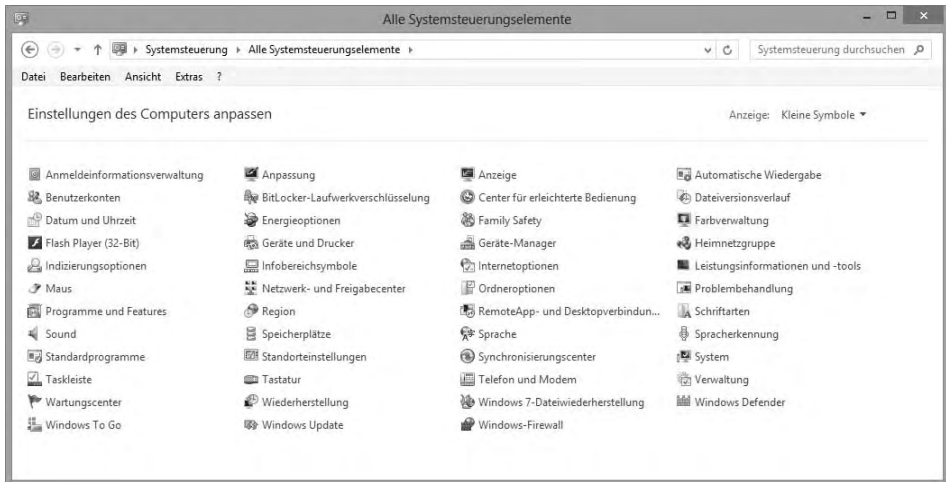 Alle Systemsteuerungselemente
Systemsteuerung Alle Systemsteuerungselemente Systemsteuerung durchsuchen
Datei Bearbeiten Ansicht Extras ?
Einstellungen des Computers anpassen Anzeige: Kleine Symbole
Anmeldeinformationsverwaltung Anpassung Anzeige Automatische Wiedergabe
Benutzerkonten BitLocker-Laufwerkverschlüsselung Center für erleichterte Bedienung Dateiversionsverlauf
Datum und Uhrzeit Energieoptionen Family Safety Farbverwaltung
Flash Player (32-Bit) Geräte und Drucker Geräte-Manager Heimnetzgruppe
Indizierungsoptionen Infobereichsymbole Internetoptionen Leistungsinformationen und -tools
Maus Netzwerk- und Freigabecenter Ordneroptionen Problembehandlung
Programme und Features Region RemoteApp- und Desktopverbindun... Schriftarten
Sound Speicherplätze Sprache Spracherkennung
Standardprogramme Standorteinstellungen Synchronisierungscenter System
Taskleiste Tastatur Telefon und Modem Verwaltung
Wartungscenter Wiederherstellung Windows 7-Dateiwiederherstellung Windows Defender
Windows To Go Windows Update Windows-Firewall